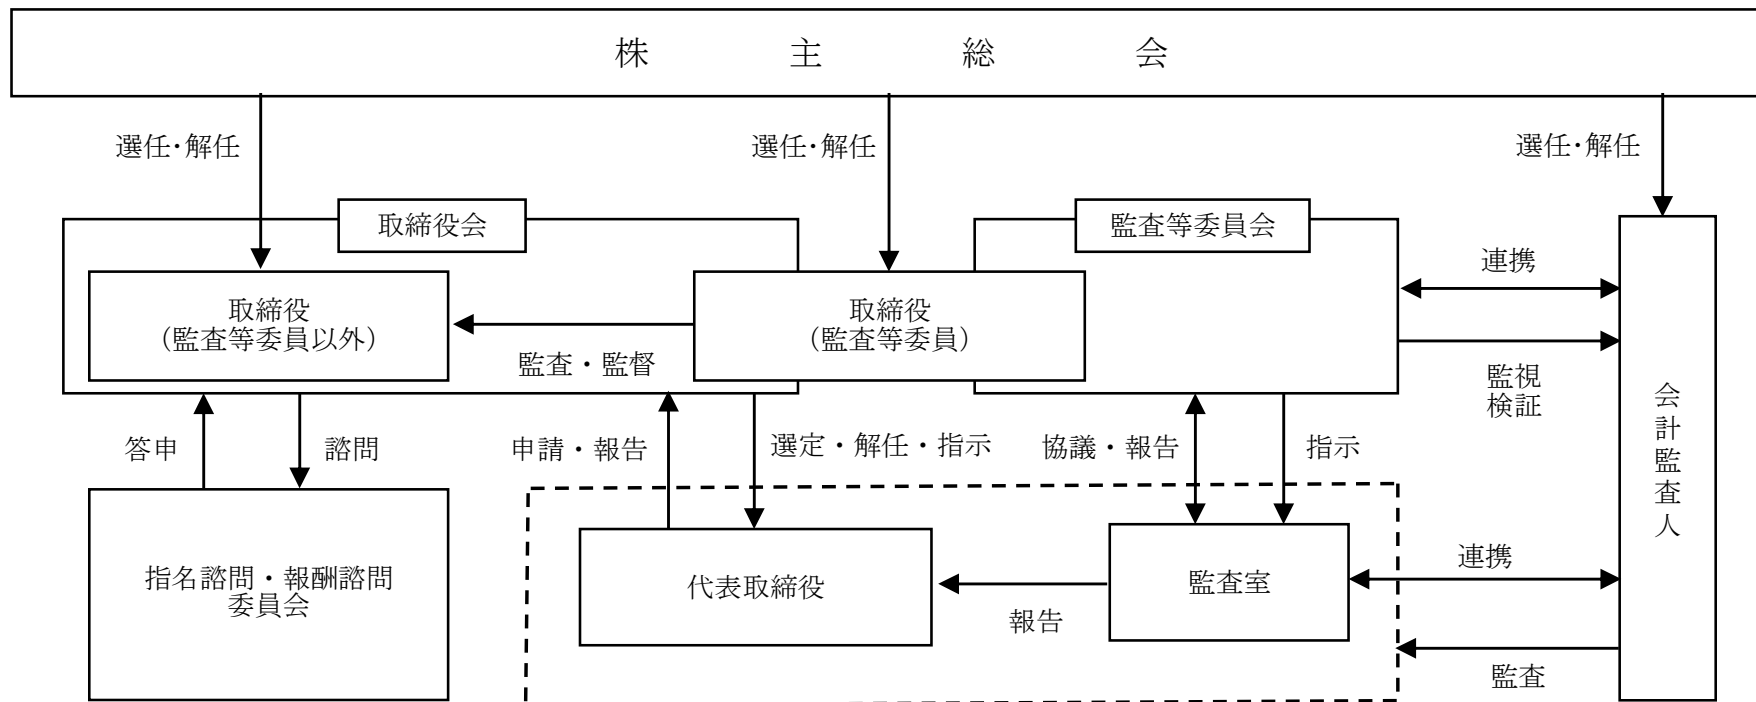 株主総会
選任・解任
選任・解任
選任・解任
取締役会
監査等委員会
取締役
（監査等委員以外）
取締役
（監査等委員）
監査・監督
連携
監視
検証
会計監査人
答申
諮問
申請・報告
選定・解任・指示
協議・報告
指示
指名諮問・報酬諮問
委員会
代表取締役
報告
監査室
連携
監査